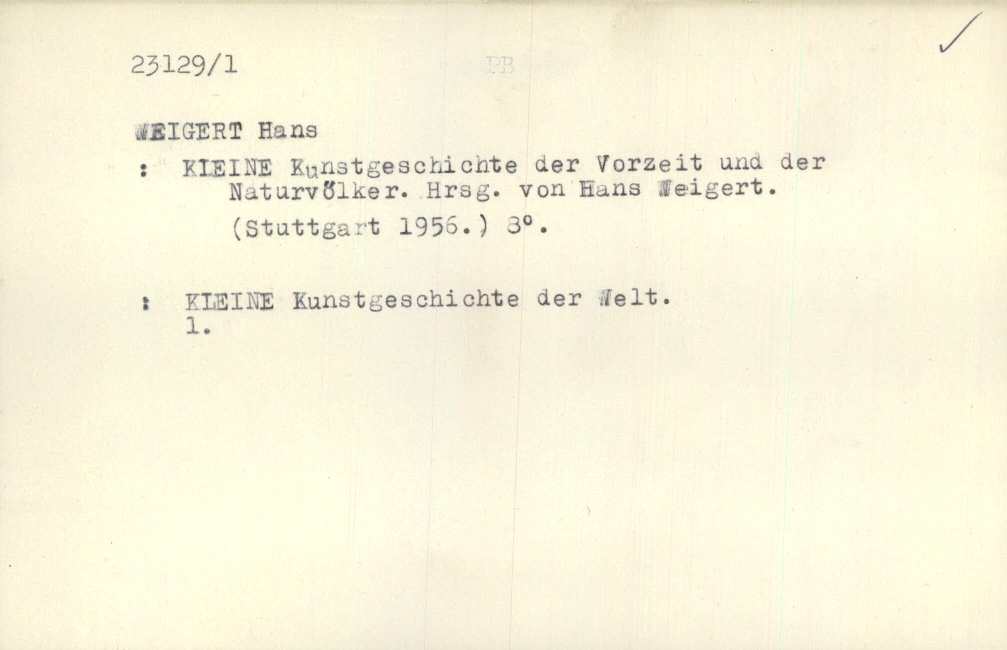 23129/1 PB
WEIGERT Hans
: KLEINE Kunstgeschichte der Vorzeit und der
Naturvölker. Hrsg. von Hans Weigert.
(Stuttgart 1956.) 8°.
: KLEINE Kunstgeschichte der Welt.
1.